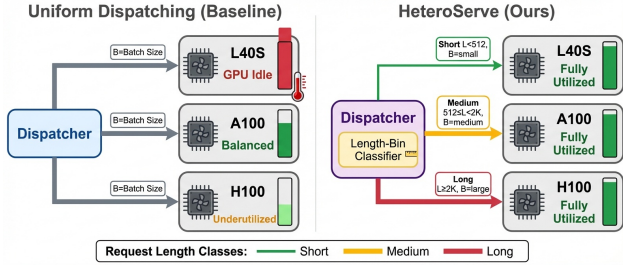 Uniform Dispatching (Baseline)
HeteroServe (Ours)
B=Batch Size
L40S
GPU Idle
Dispatcher
B=Batch Size
A100
Balanced
B=Batch Size
H100
Underutilized
Short L<512,
B=small
L40S
Fully
Utilized
Dispatcher
Length-Bin
Classifier
Medium
512≤L<2K,
B=medium
A100
Fully
Utilized
Long
L≥2K, B=large
H100
Fully
Utilized
Request Length Classes: Short Medium Long